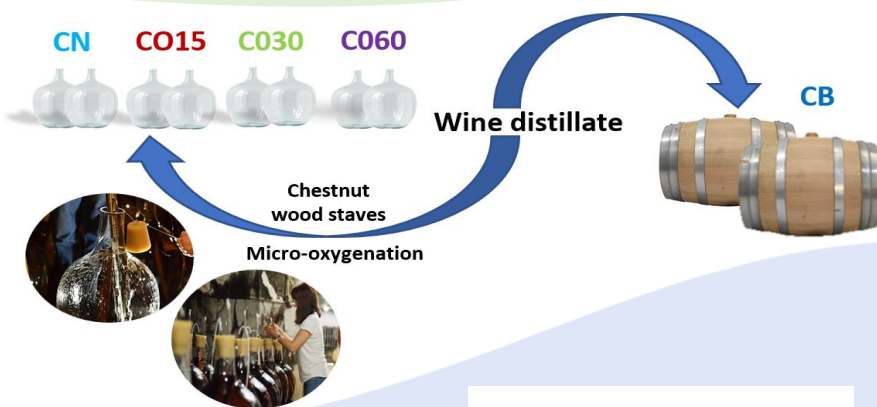 CN CO15 C030 C060
CB
Wine distillate
Chestnut
wood staves
Micro-oxygenation